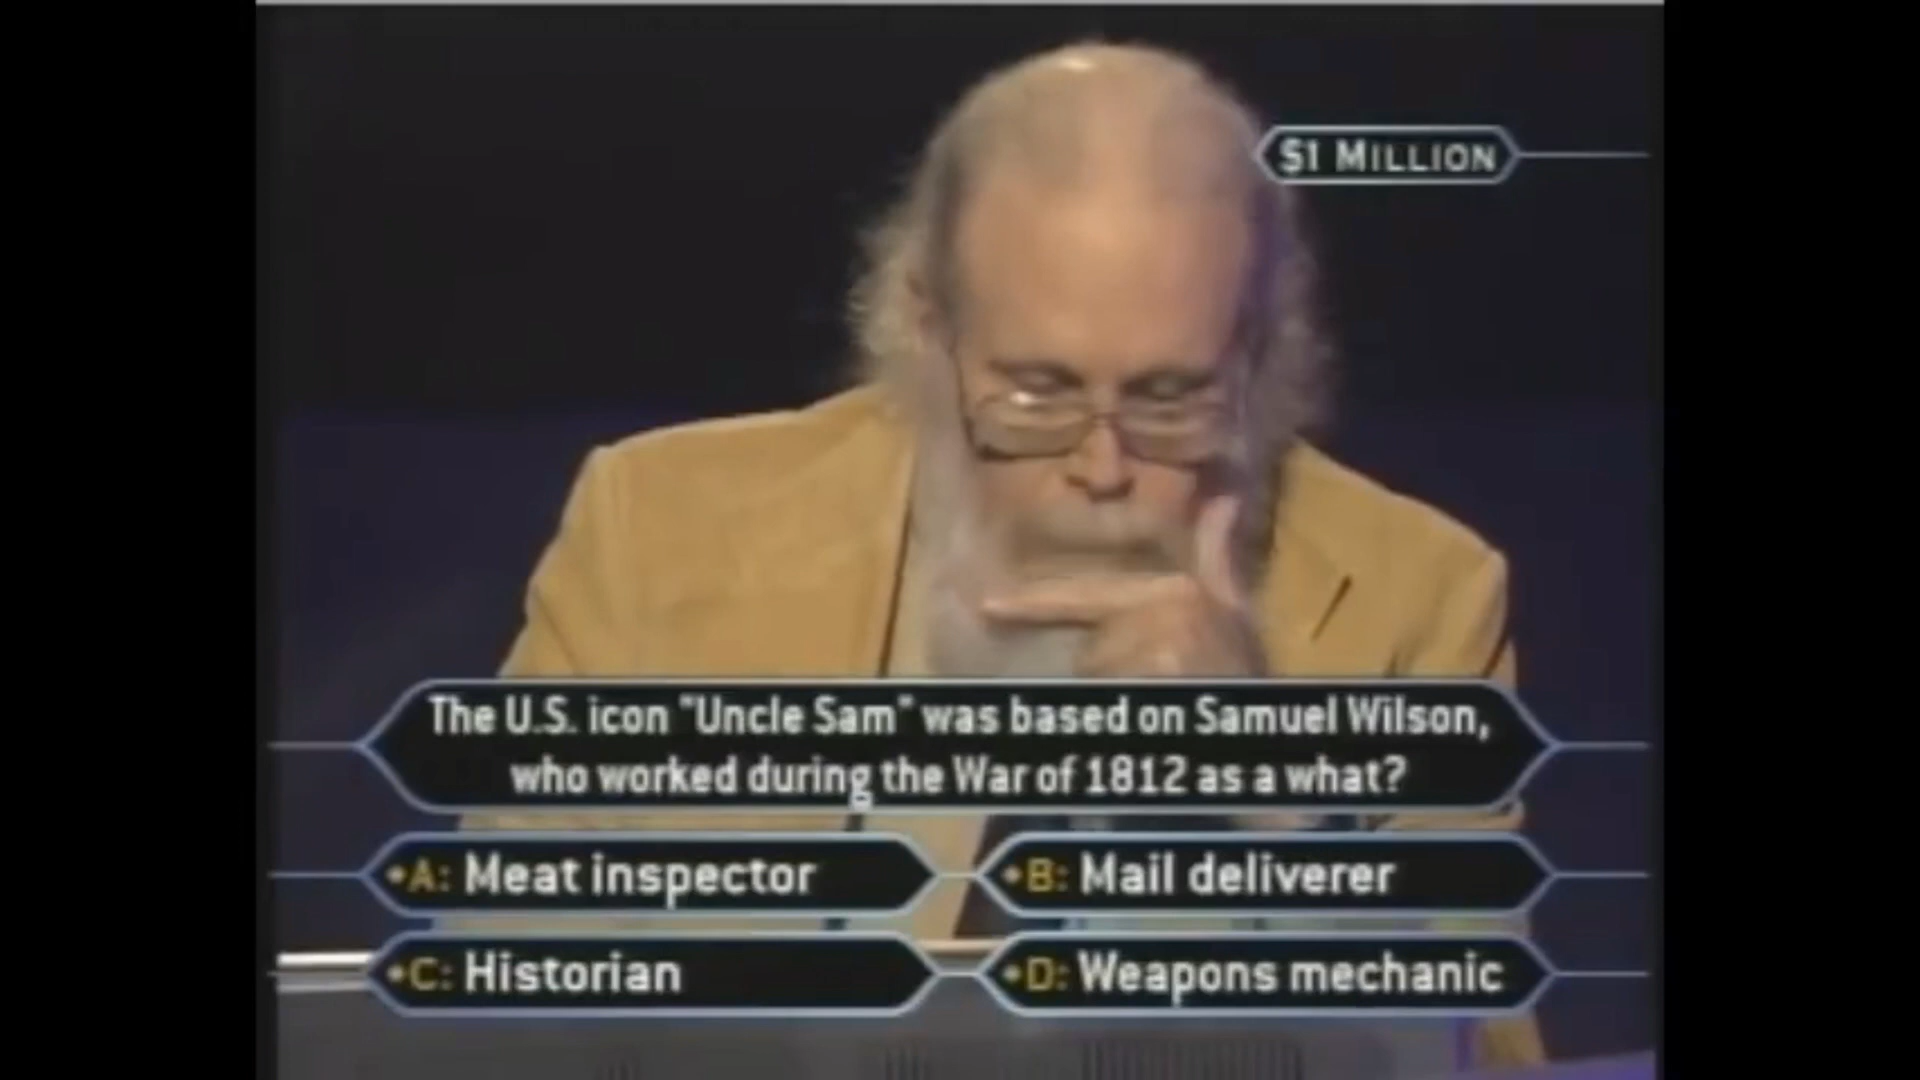 $1 MILLION
The U.S. icon "Uncle Sam" was based on Samuel Wilson,
who worked during the War of 1812 as a what?
•A: Meat inspector
•B: Mail deliverer
•C: Historian
•D: Weapons mechanic